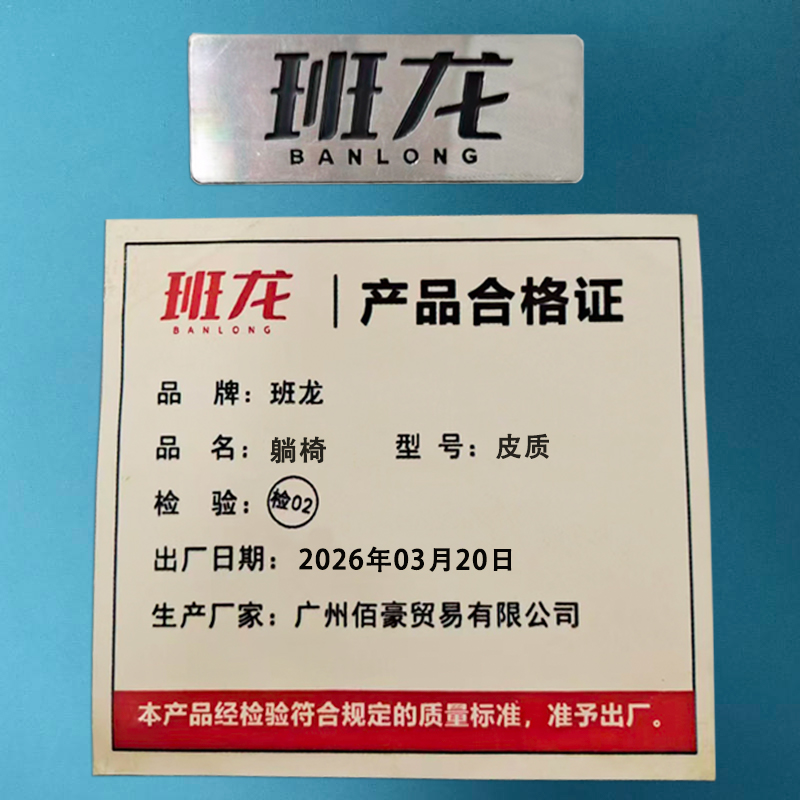 班龙
BANLONG
班龙 | 产品合格证
BANLONG
品 牌：班龙
品 名：躺椅 型 号：皮质
检 验：检02
出厂日期：2026年03月20日
生产厂家：广州佰豪贸易有限公司
本产品经检验符合规定的质量标准，准予出厂。